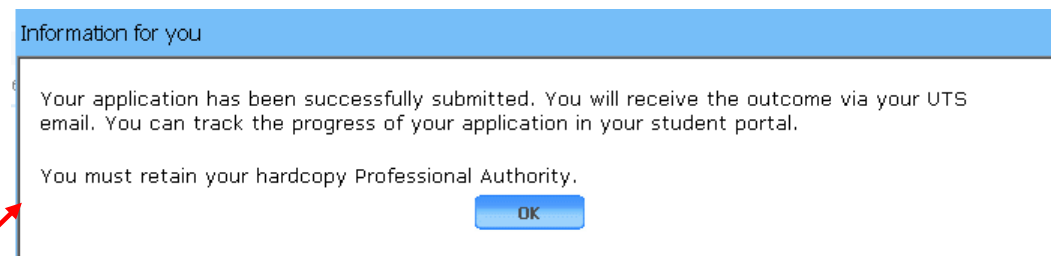 Information for you
Your application has been successfully submitted. You will receive the outcome via your UTS
email. You can track the progress of your application in your student portal.
You must retain your hardcopy Professional Authority.
OK